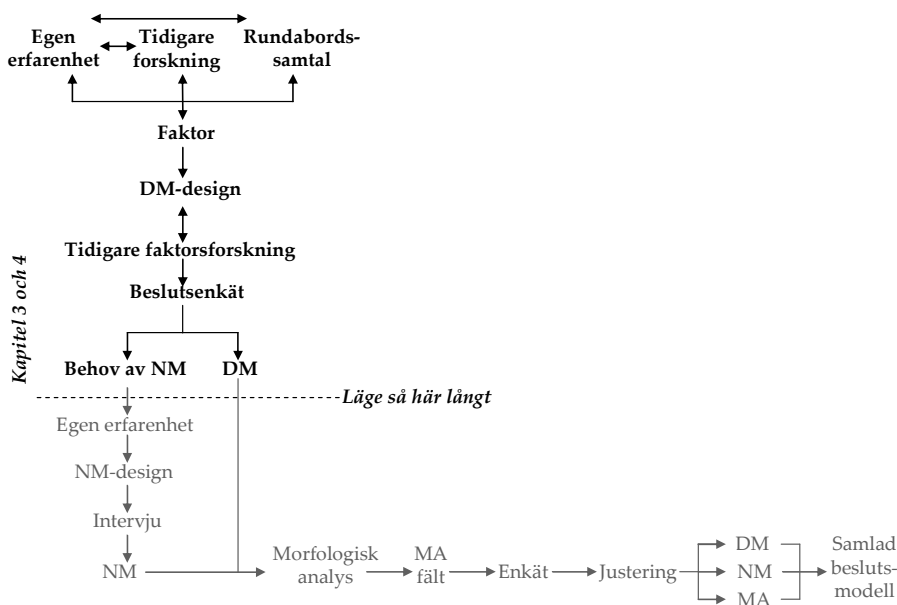 Egen
erfarenhet
Tidigare
forskning
Rundabords-
samtal
Faktor
DM-design
Tidigare faktorsforskning
Beslutsenkät
Kapitel 3 och 4
Behov av NM
DM
Läge så här långt
Egen erfarenhet
NM-design
Intervju
NM
Morfologisk
analys
MA
fält
Enkät
Justering
DM
NM
MA
Samlad
besluts-
modell